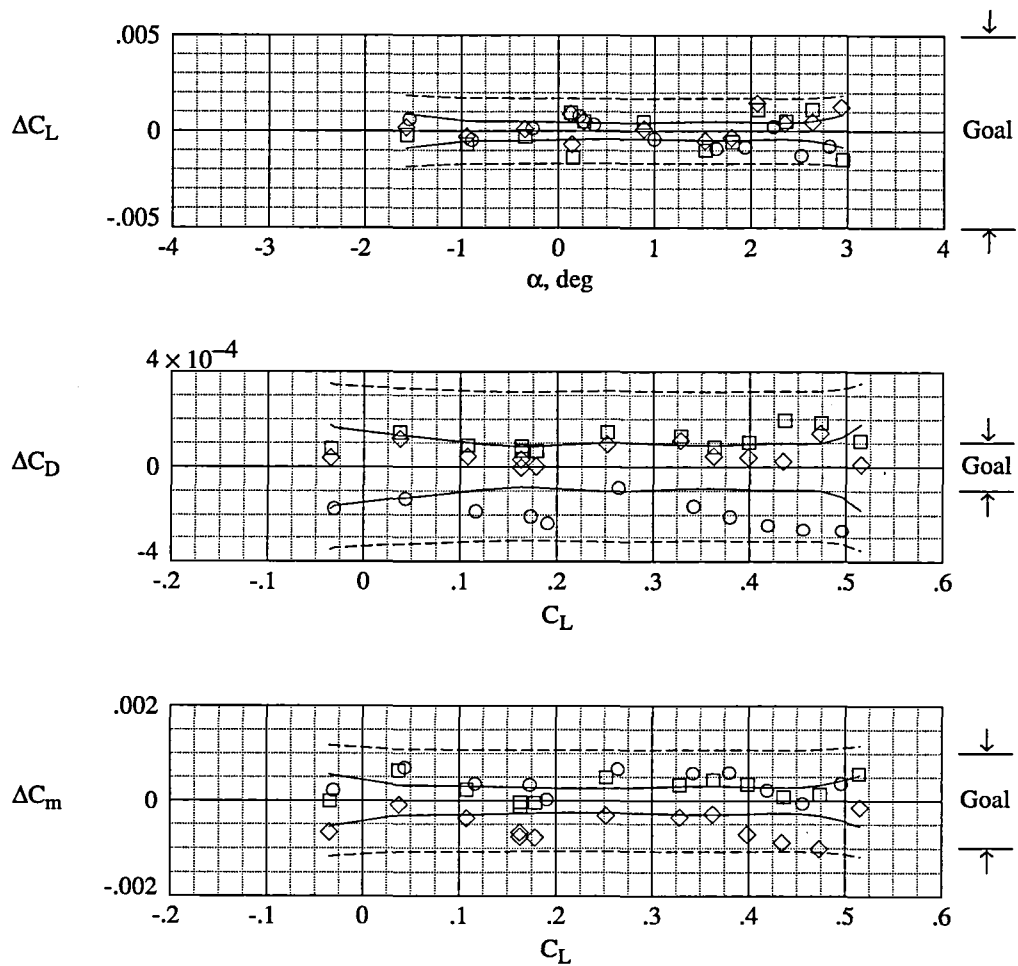 .005
ΔC_L
0
Goal
-.005
-4 -3 -2 -1 0 1 2 3 4
α, deg
4 × 10⁻⁴
ΔC_D
0
Goal
-4
-.2 -.1 0 .1 .2 .3 .4 .5 .6
C_L
.002
ΔC_m
0
Goal
-.002
-.2 -.1 0 .1 .2 .3 .4 .5 .6
C_L